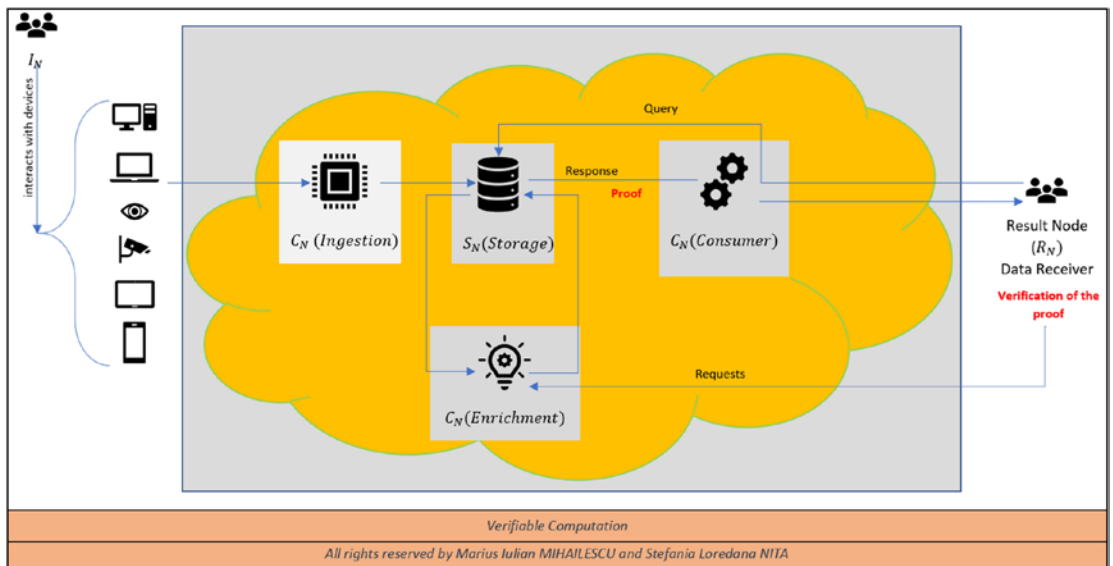 I_N
interacts with devices
Query
Response
Proof
C_N (Ingestion)
S_N(Storage)
C_N(Consumer)
Result Node
(R_N)
Data Receiver
Verification of the
proof
Requests
C_N(Enrichment)
Verifiable Computation
All rights reserved by Marius Iulian MIHAILESCU and Stefania Loredana NITA